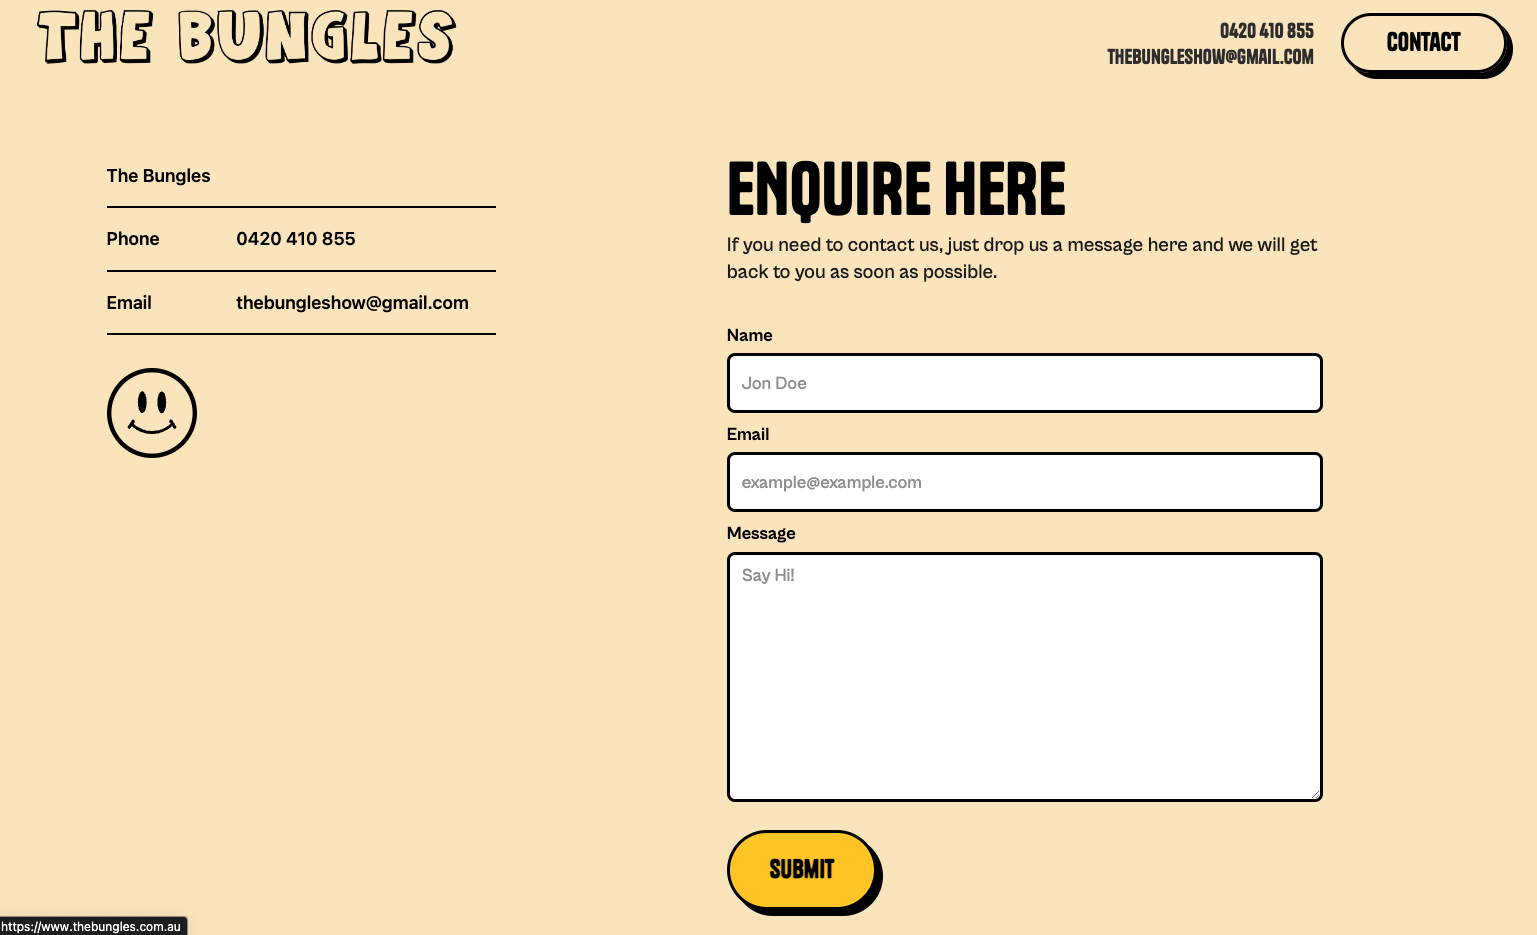 THE BUNGLES
0420 410 855
THEBUNGLESHOW@GMAIL.COM
CONTACT
The Bungles
Phone 0420 410 855
Email thebungleshow@gmail.com
ENQUIRE HERE
If you need to contact us, just drop us a message here and we will get
back to you as soon as possible.
Name
Jon Doe
Email
example@example.com
Message
Say Hi!
SUBMIT
https://www.thebungles.com.au